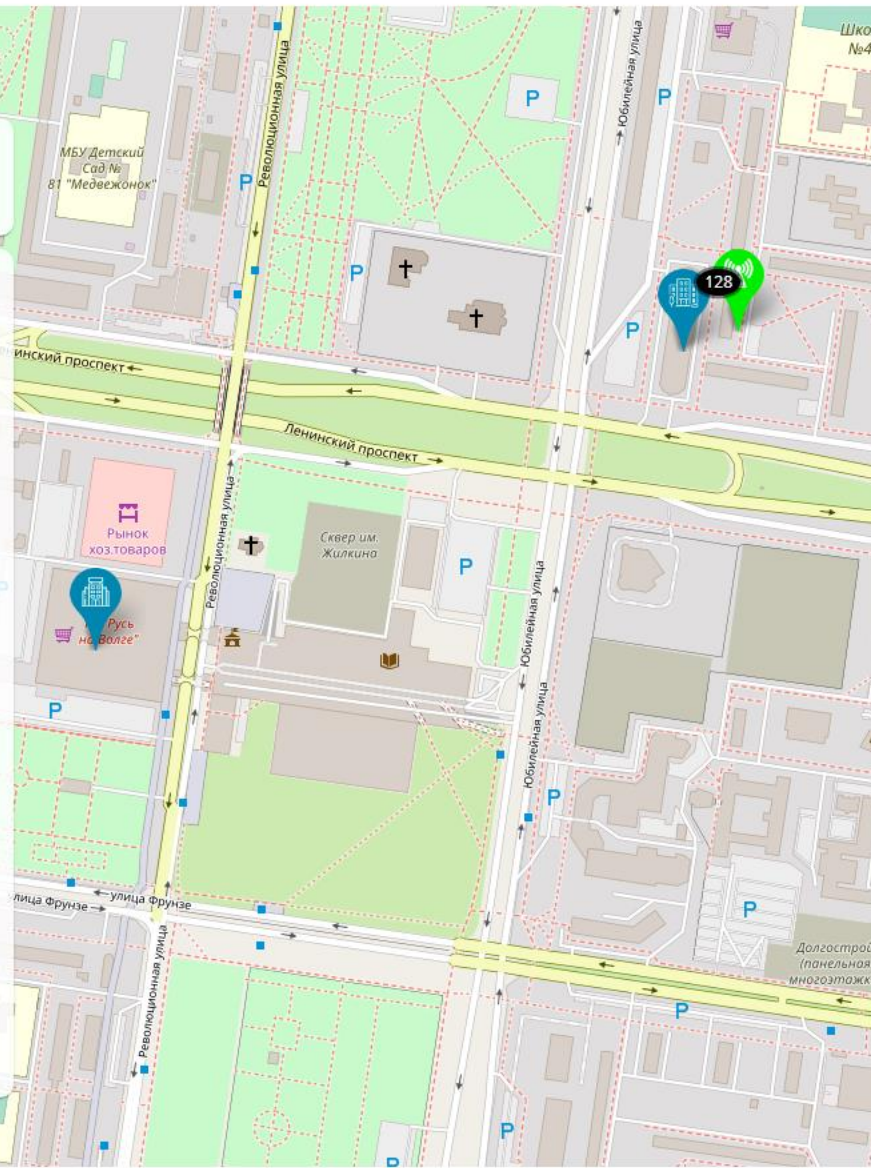 Революционная улица
Юбилейная улица
Шко
№4
P
P
МБУ Детский
Сад №
81 "Медвежонок"
P
P
128
P
нинский проспект
Ленинский проспект
Революционная улица
Рынок
хоз.товаров
Сквер им.
Жилкина
P
Юбилейная улица
Русь
на Волге"
P
Юбилейная улица
P
P
лица Фрунзе
улица Фрунзе
Долгострой
(панельная
многоэтажк
Революционная улица
P
P
P